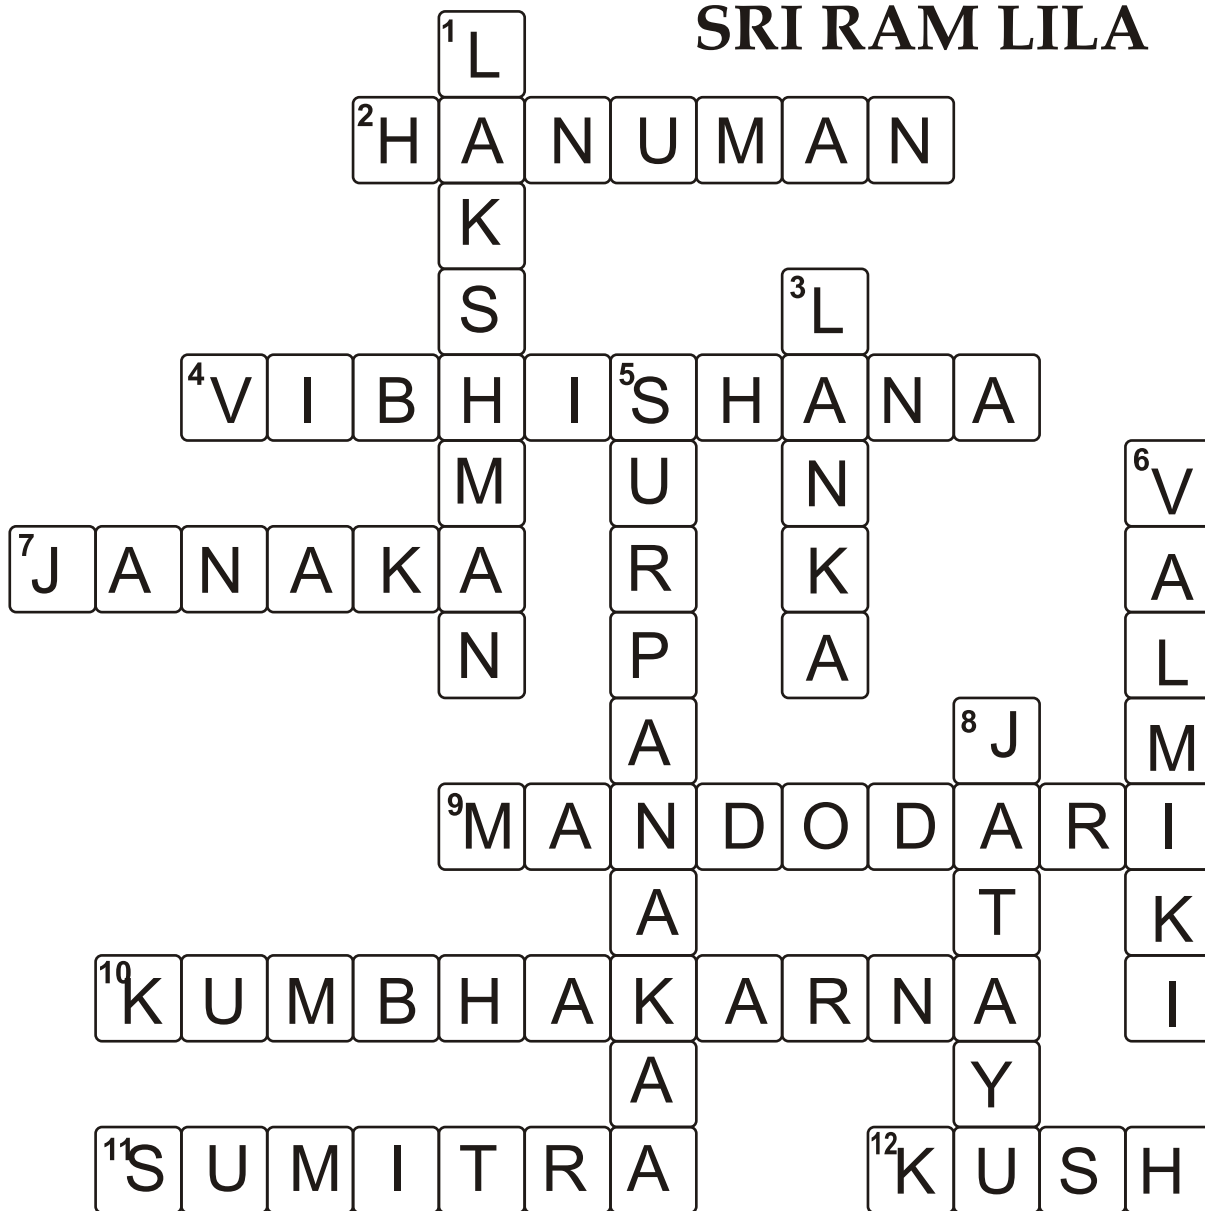 SRI RAM LILA
1 L
2 H A N U M A N
K
S 3 L
4 V I B H I 5 S H A N A
M U N 6 V
7 J A N A K A R K A
N P A L
A 8 J M
9 M A N D O D A R I
A T K
10 K U M B H A K A R N A I
A Y
11 S U M I T R A 12 K U S H